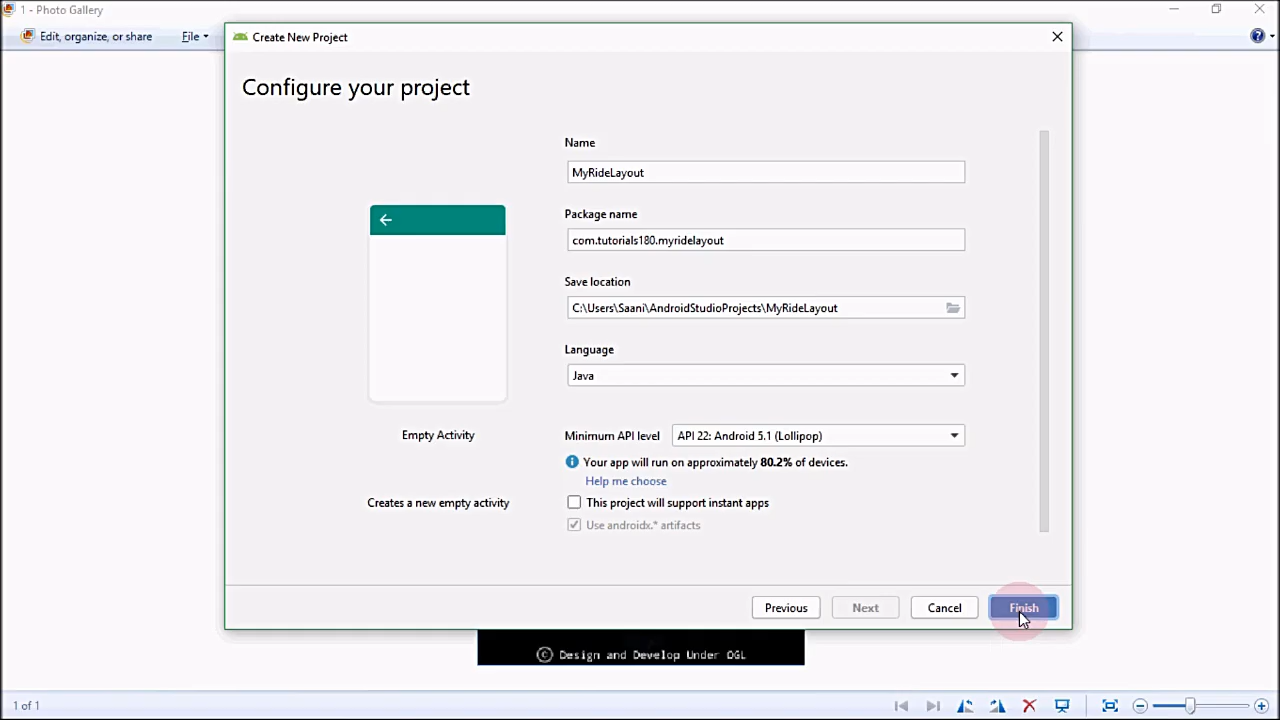 1 - Photo Gallery
Edit, organize, or share
File
Create New Project
Configure your project
Name
MyRideLayout
Package name
com.tutorials180.myridelayout
Save location
C:\Users\Saani\AndroidStudioProjects\MyRideLayout
Language
Java
Empty Activity
Minimum API level
API 22: Android 5.1 (Lollipop)
Your app will run on approximately 80.2% of devices.
Help me choose
Creates a new empty activity
This project will support instant apps
Use androidx.* artifacts
Previous
Next
Cancel
Finish
© Design and Develop Under OGL
1 of 1